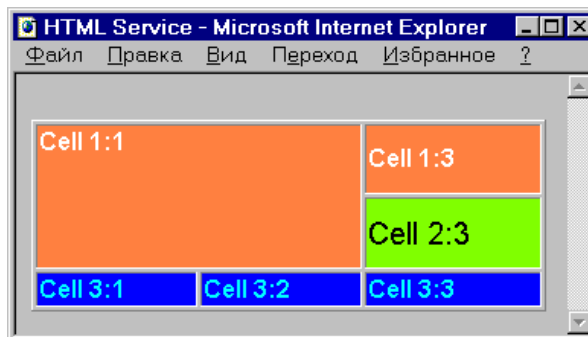 HTML Service - Microsoft Internet Explorer
Файл Правка Вид Переход Избранное ?
Cell 1:1
Cell 1:3
Cell 2:3
Cell 3:1 Cell 3:2 Cell 3:3